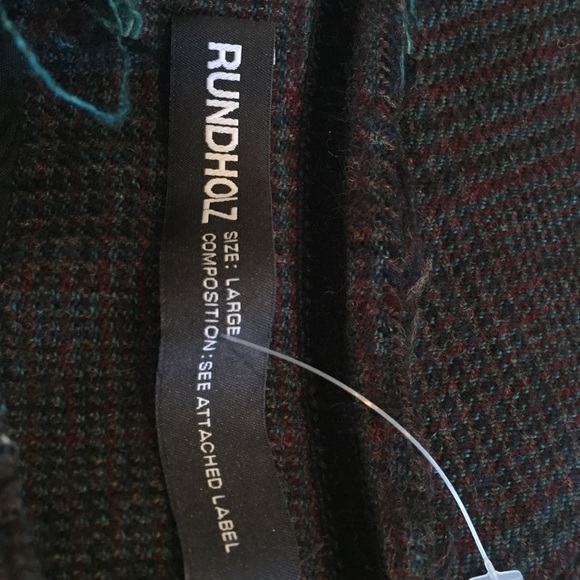 RUNDHOLZ
SIZE: LARGE
COMPOSITION:SEE ATTACHED LABEL